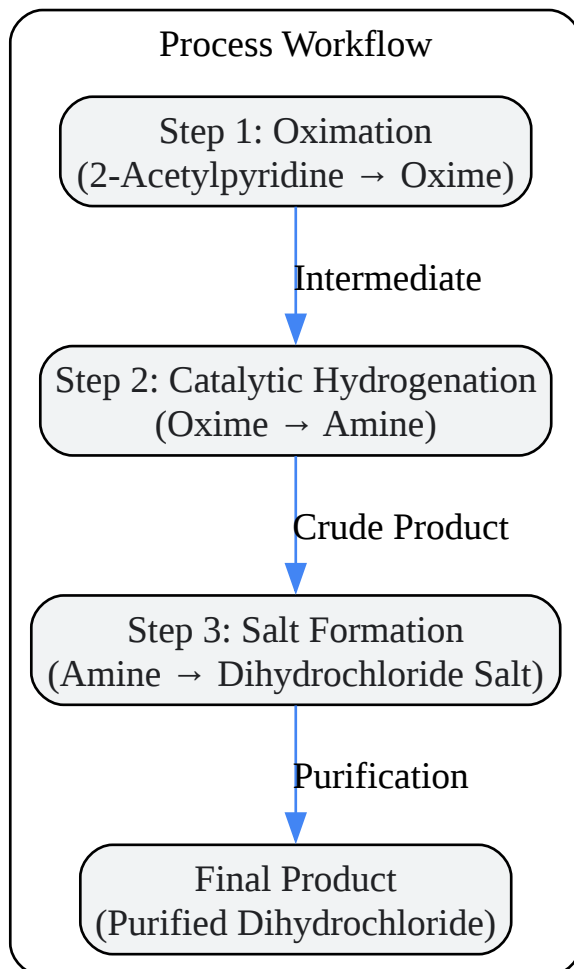 Process Workflow
Step 1: Oximation
(2-Acetylpyridine → Oxime)
Intermediate
Step 2: Catalytic Hydrogenation
(Oxime → Amine)
Crude Product
Step 3: Salt Formation
(Amine → Dihydrochloride Salt)
Purification
Final Product
(Purified Dihydrochloride)